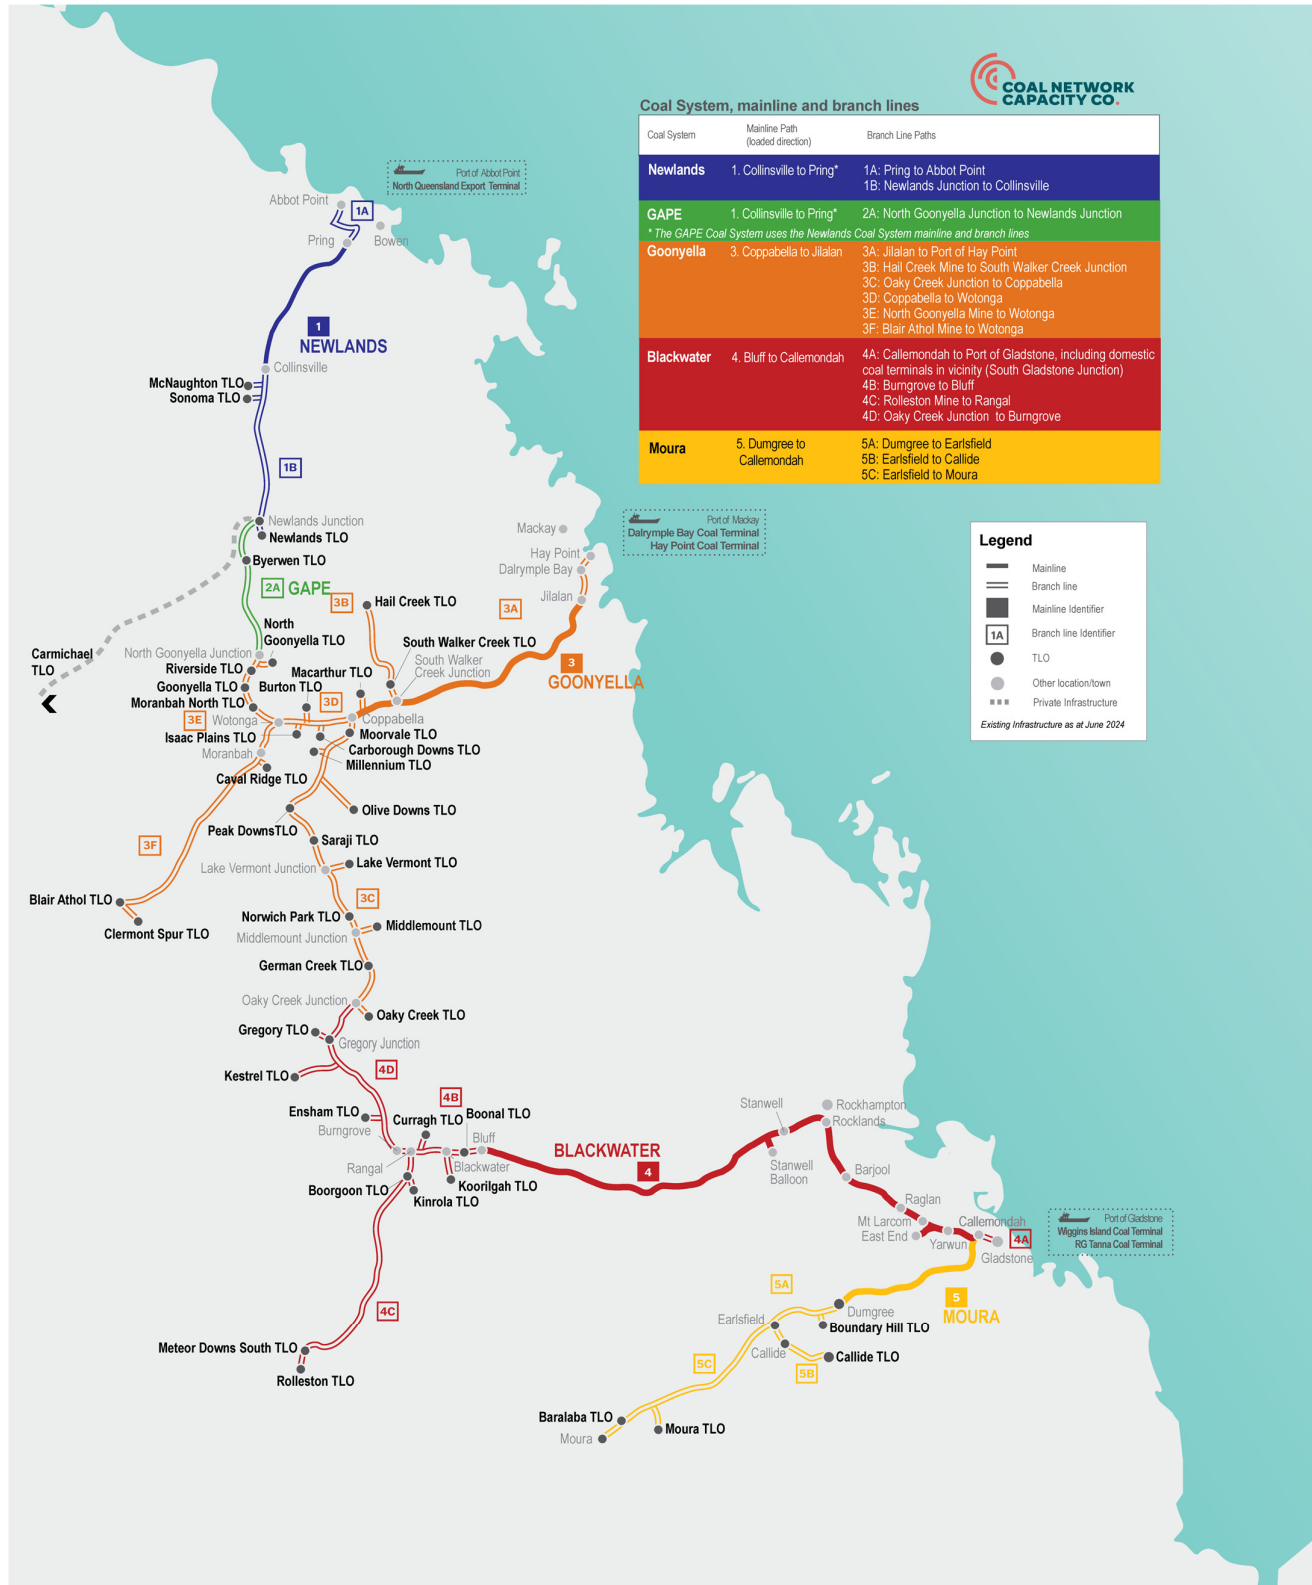 COAL NETWORK
CAPACITY CO.
Coal System, mainline and branch lines
Coal System
Mainline Path
(loaded direction)
Branch Line Paths
Newlands
1. Collinsville to Pring*
1A: Pring to Abbot Point
1B: Newlands Junction to Collinsville
GAPE
1. Collinsville to Pring*
2A: North Goonyella Junction to Newlands Junction
* The GAPE Coal System uses the Newlands Coal System mainline and branch lines
Goonyella
3. Coppabella to Jilalan
3A: Jilalan to Port of Hay Point
3B: Hail Creek Mine to South Walker Creek Junction
3C: Oaky Creek Junction to Coppabella
3D: Coppabella to Wotonga
3E: North Goonyella Mine to Wotonga
3F: Blair Athol Mine to Wotonga
Blackwater
4. Bluff to Callemondah
4A: Callemondah to Port of Gladstone, including domestic
coal terminals in vicinity (South Gladstone Junction)
4B: Burngrove to Bluff
4C: Rolleston Mine to Rangal
4D: Oaky Creek Junction to Burngrove
Moura
5. Dumgree to
Callemondah
5A: Dumgree to Earlsfield
5B: Earlsfield to Callide
5C: Earlsfield to Moura
Port of Abbot Point
North Queensland Export Terminal
Abbot Point
1A
Pring
Bowen
1
NEWLANDS
Collinsville
McNaughton TLO
Sonoma TLO
1B
Newlands Junction
Newlands TLO
Byerwen TLO
2A GAPE
Mackay
Port of Mackay
Dalrymple Bay Coal Terminal
Hay Point Coal Terminal
Hay Point
Dalrymple Bay
Jilalan
3A
3B
Hail Creek TLO
North
Goonyella TLO
South Walker Creek TLO
South Walker
Creek Junction
3
GOONYELLA
Carmichael
TLO
North Goonyella Junction
Riverside TLO
Macarthur TLO
Goonyella TLO
Burton TLO
Moranbah North TLO
3D
3E
Wotonga
Coppabella
Isaac Plains TLO
Moorvale TLO
Moranbah
Carborough Downs TLO
Millennium TLO
Caval Ridge TLO
Olive Downs TLO
Peak DownsTLO
Saraji TLO
3F
Lake Vermont Junction
Lake Vermont TLO
3C
Blair Athol TLO
Clermont Spur TLO
Norwich Park TLO
Middlemount TLO
Middlemount Junction
German Creek TLO
Oaky Creek Junction
Oaky Creek TLO
Gregory TLO
Gregory Junction
4D
Kestrel TLO
4B
Ensham TLO
Curragh TLO
Boonal TLO
Burngrove
Bluff
Rangal
Blackwater
Boorgoon TLO
Koorilgah TLO
Kinrola TLO
BLACKWATER
4
Stanwell
Rockhampton
Rocklands
Stanwell
Balloon
Barjool
Raglan
Mt Larcom
East End
Callemondah
Yarwun
4A
Gladstone
Port of Gladstone
Wiggins Island Coal Terminal
RG Tanna Coal Terminal
4C
Meteor Downs South TLO
Rolleston TLO
5A
5
MOURA
Dumgree
Earlsfield
Boundary Hill TLO
Callide
Callide TLO
5B
5C
Baralaba TLO
Moura
Moura TLO
Legend
Mainline
Branch line
Mainline Identifier
1A
Branch line Identifier
TLO
Other location/town
Private Infrastructure
Existing Infrastructure as at June 2024